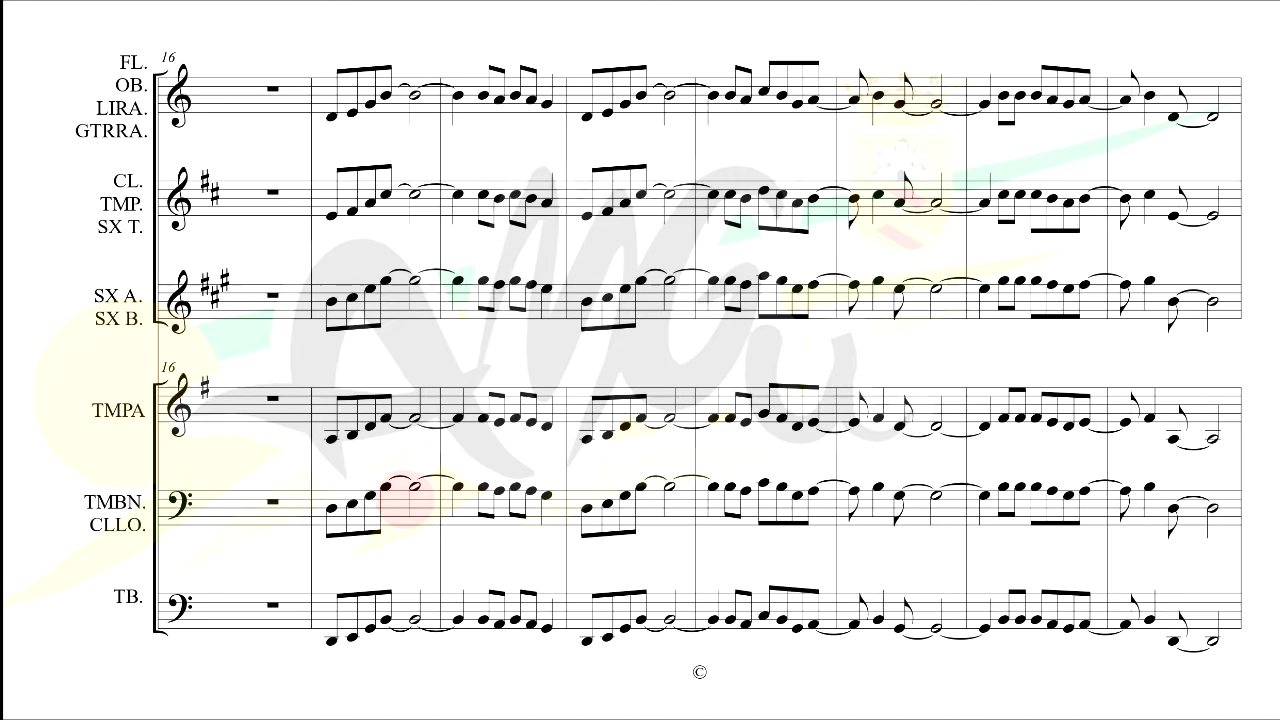 16
FL.
OB.
LIRA.
GTRRA.
CL.
TMP.
SX T.
SX A.
SX B.
16
TMPA
TMBN.
CLLO.
TB.
©